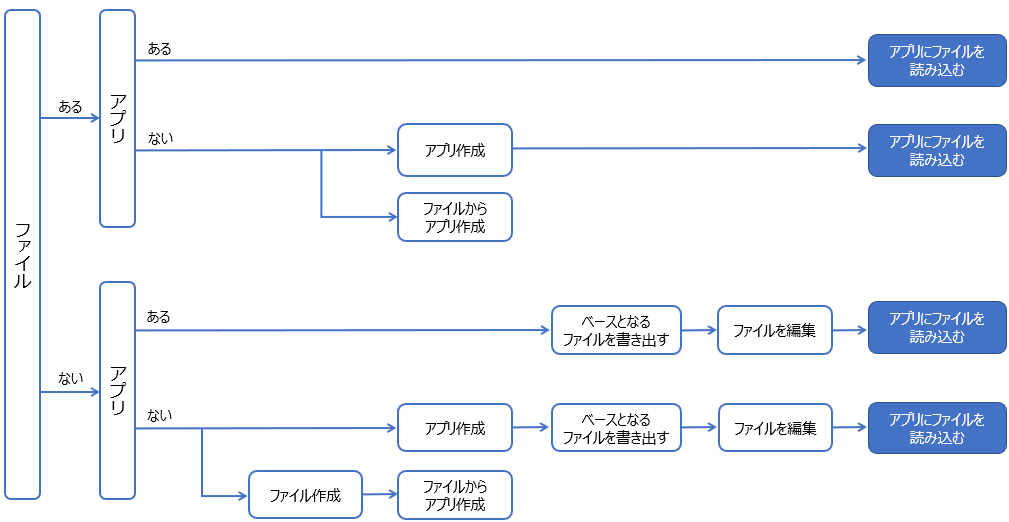 ファイル
ある
アプリ
ある
アプリにファイルを
読み込む
ない
アプリ作成
アプリにファイルを
読み込む
ファイルから
アプリ作成
ない
アプリ
ある
ベースとなる
ファイルを書き出す
ファイルを編集
アプリにファイルを
読み込む
ない
アプリ作成
ベースとなる
ファイルを書き出す
ファイルを編集
アプリにファイルを
読み込む
ファイル作成
ファイルから
アプリ作成